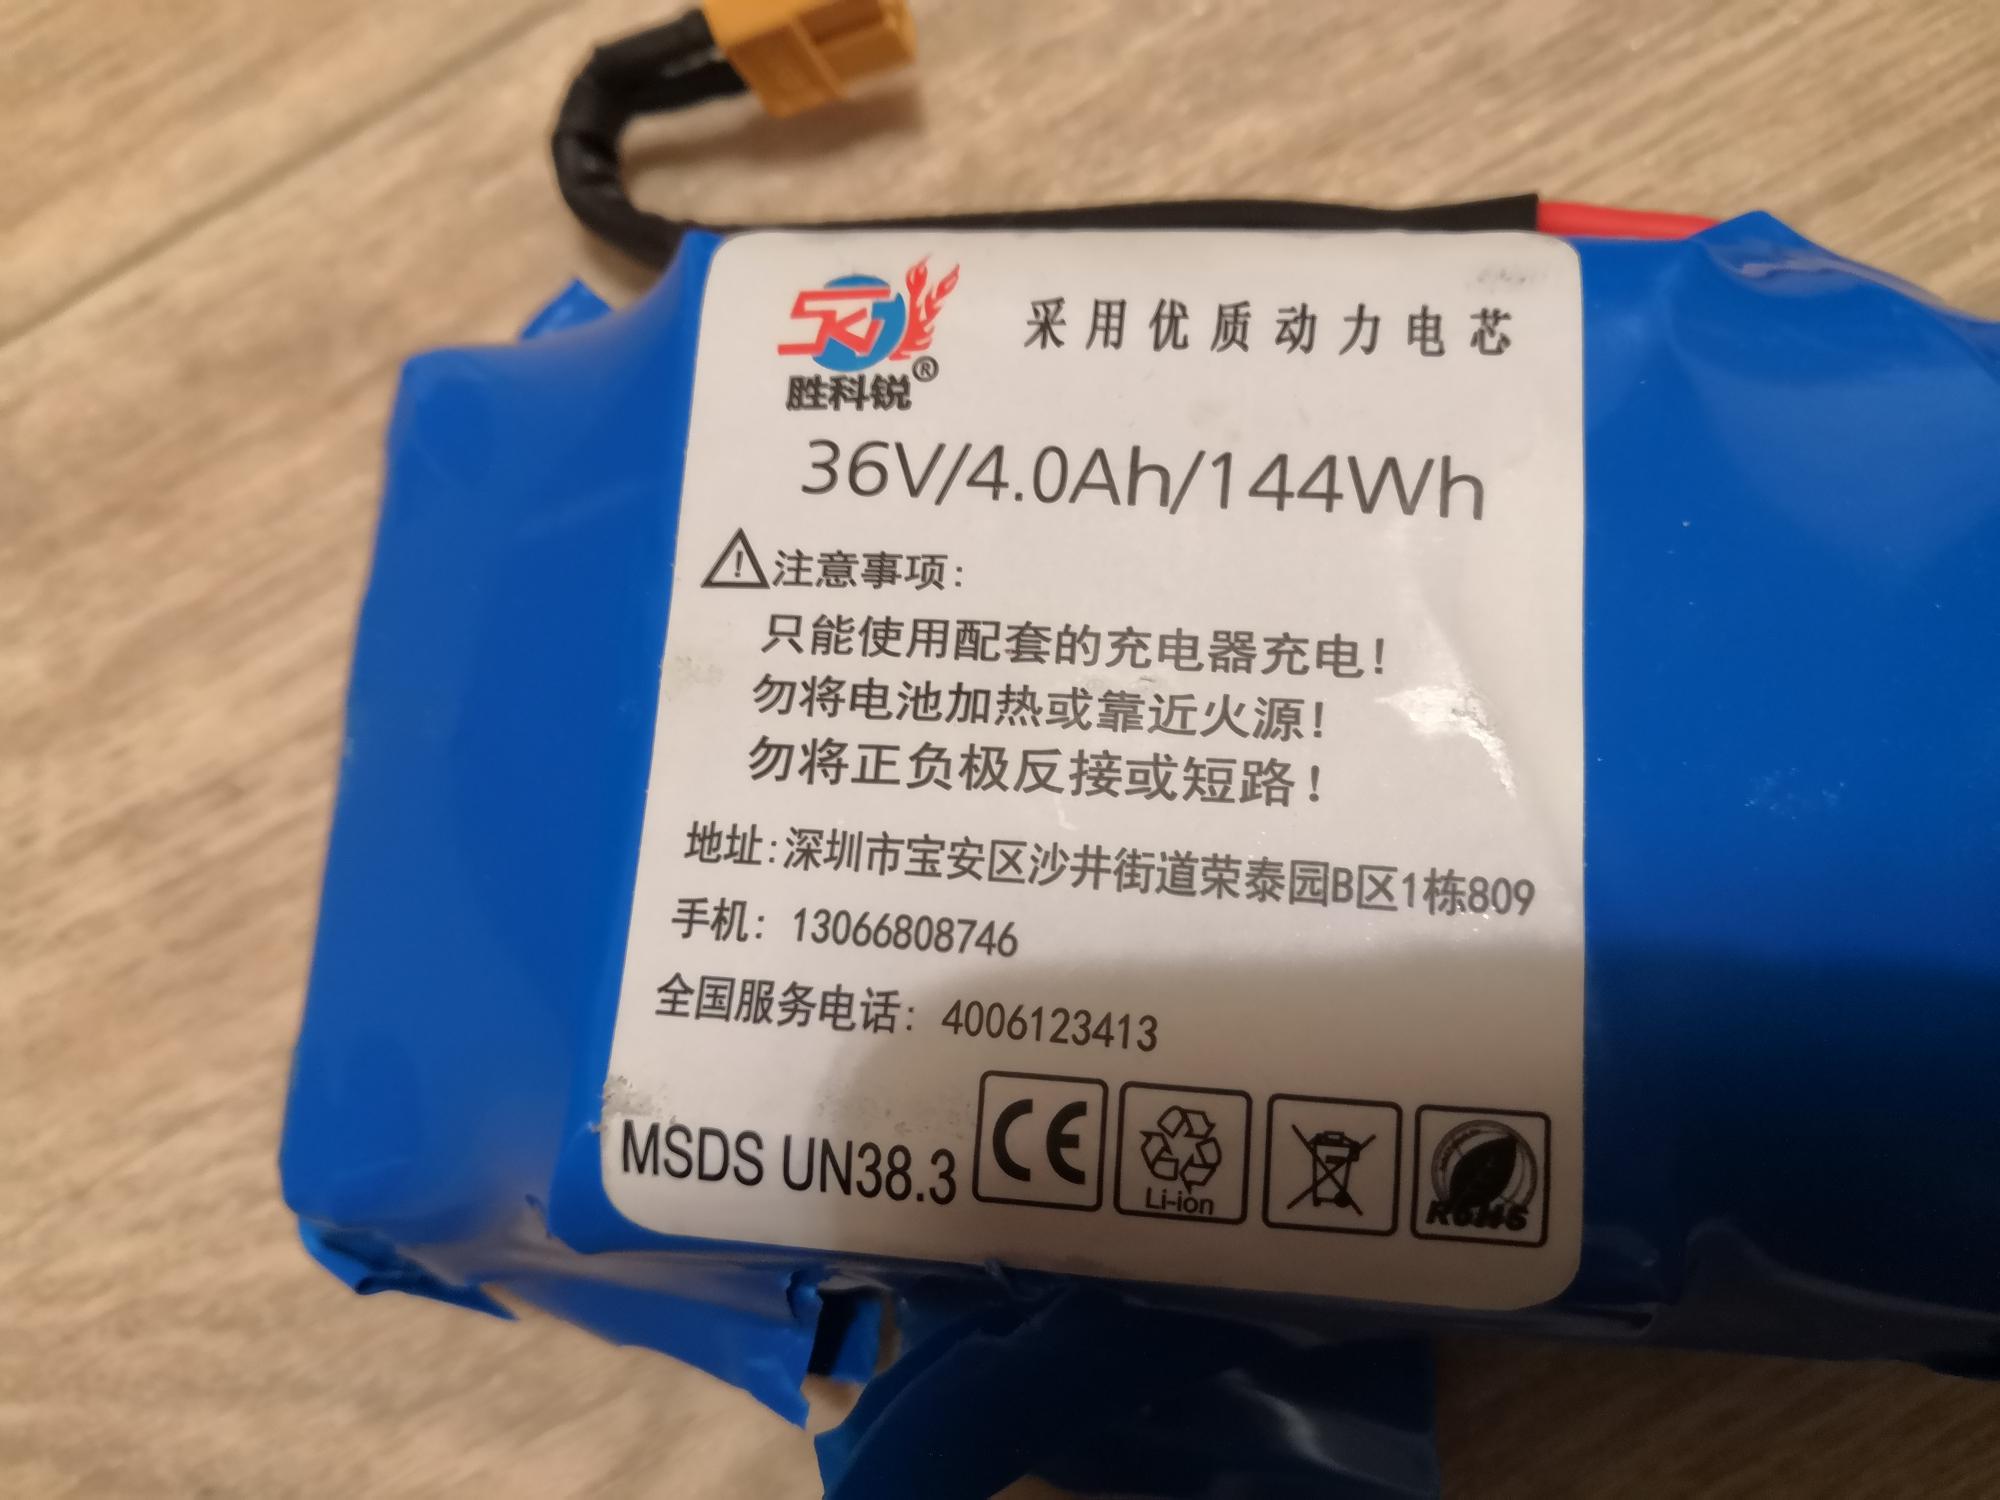 SKJ
胜科锐®
采用优质动力电芯
36V/4.0Ah/144Wh
注意事项:
只能使用配套的充电器充电!
勿将电池加热或靠近火源!
勿将正负极反接或短路!
地址:深圳市宝安区沙井街道荣泰园B区1栋809
手机: 13066808746
全国服务电话: 4006123413
MSDS UN38.3
CE
Li-ion
RoHS